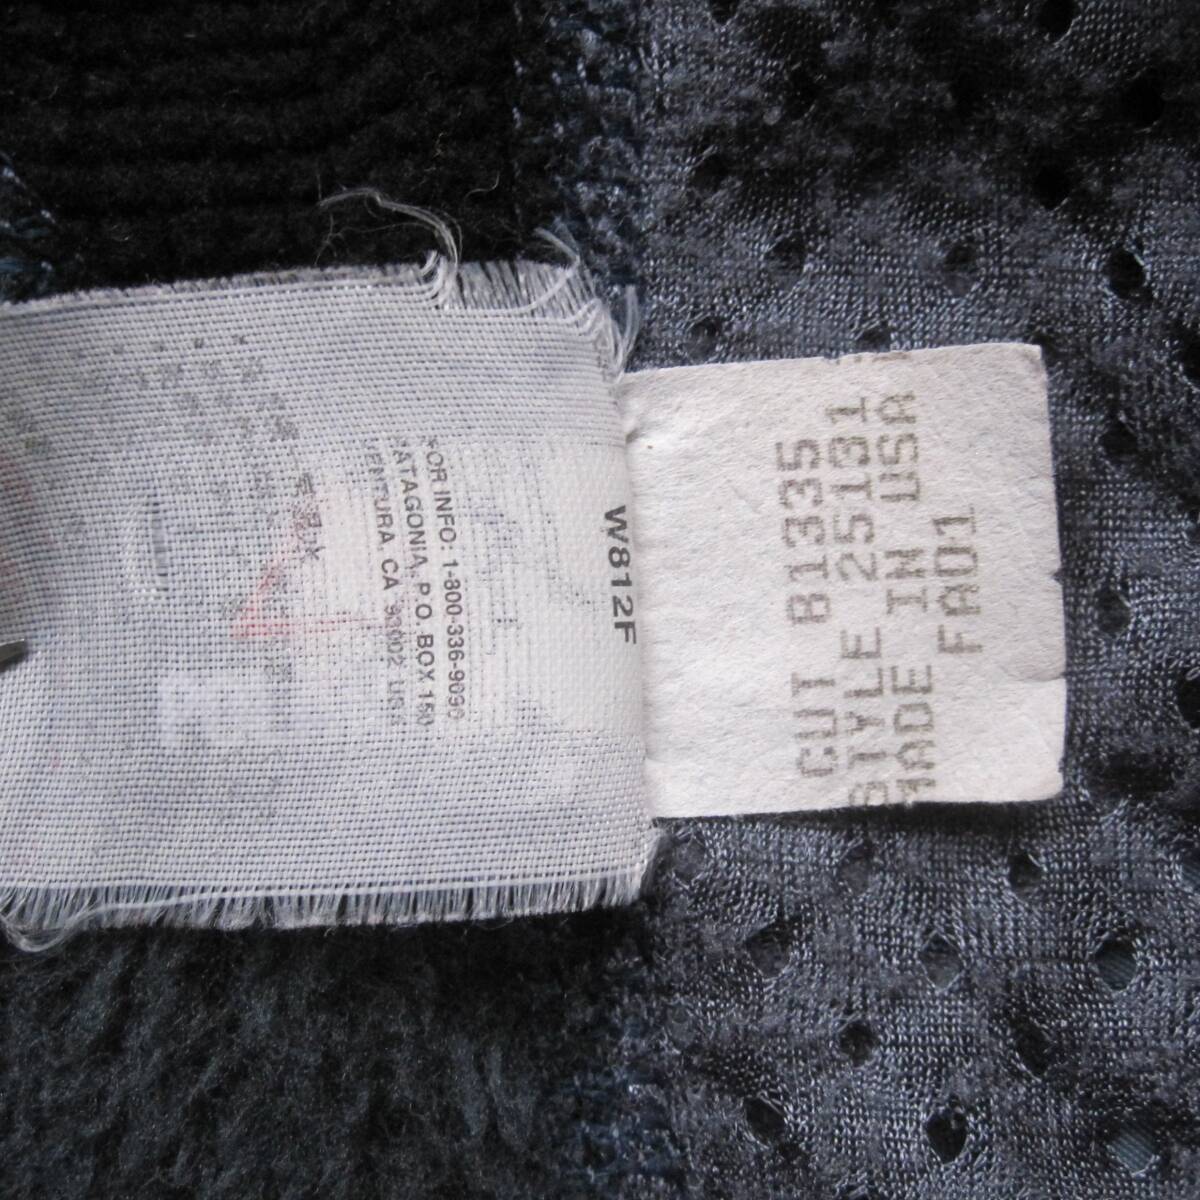 FOR INFO: 1-800-336-9090
PATAGONIA, P.O. BOX 150
VENTURA, CA 93002 USA
W812F
CUT B1335
STYLE 25131
MADE IN USA
FA01